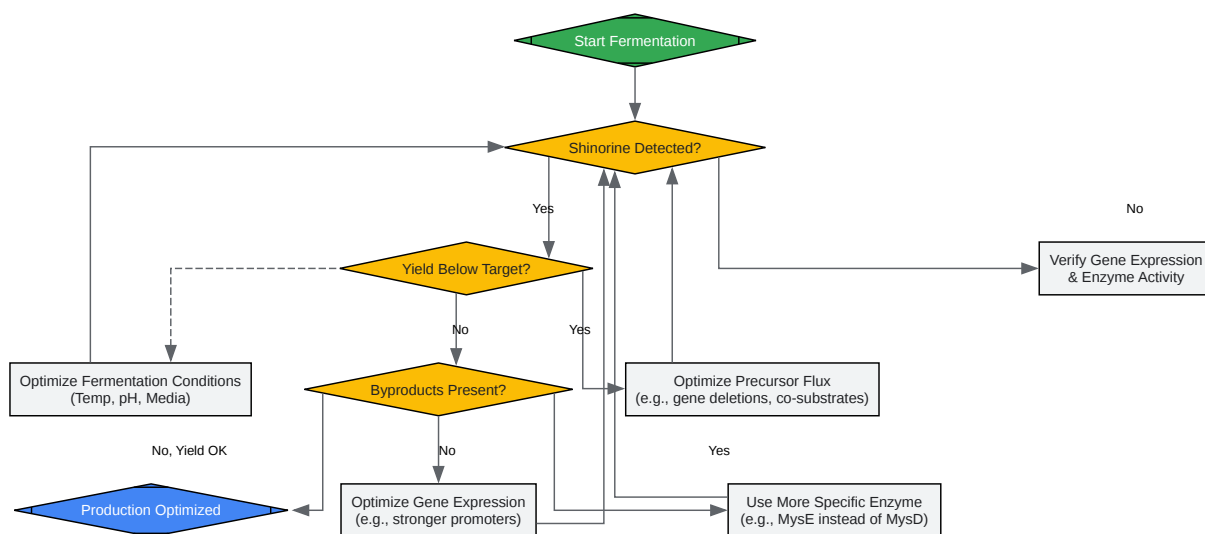 Start Fermentation
Shinorine Detected?
Yes
No
Yield Below Target?
Verify Gene Expression
& Enzyme Activity
No
Yes
Optimize Fermentation Conditions
(Temp, pH, Media)
Byproducts Present?
Optimize Precursor Flux
(e.g., gene deletions, co-substrates)
No, Yield OK
No
Yes
Production Optimized
Optimize Gene Expression
(e.g., stronger promoters)
Use More Specific Enzyme
(e.g., MysE instead of MysD)